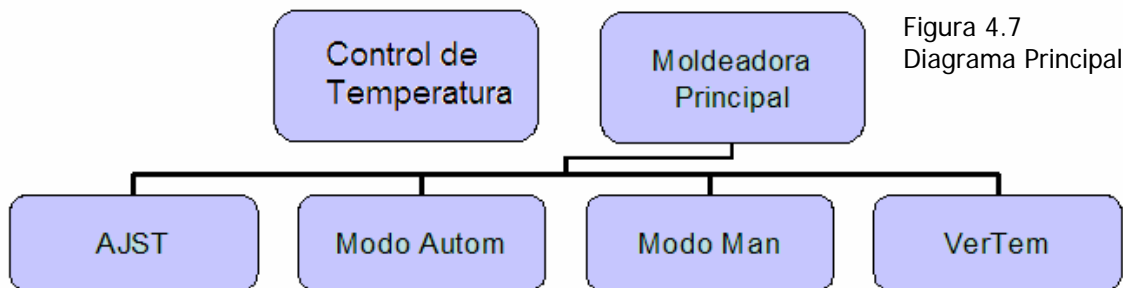 Control de
Temperatura
Moldeadora
Principal
Figura 4.7
Diagrama Principal
AJST
Modo Autom
Modo Man
VerTem